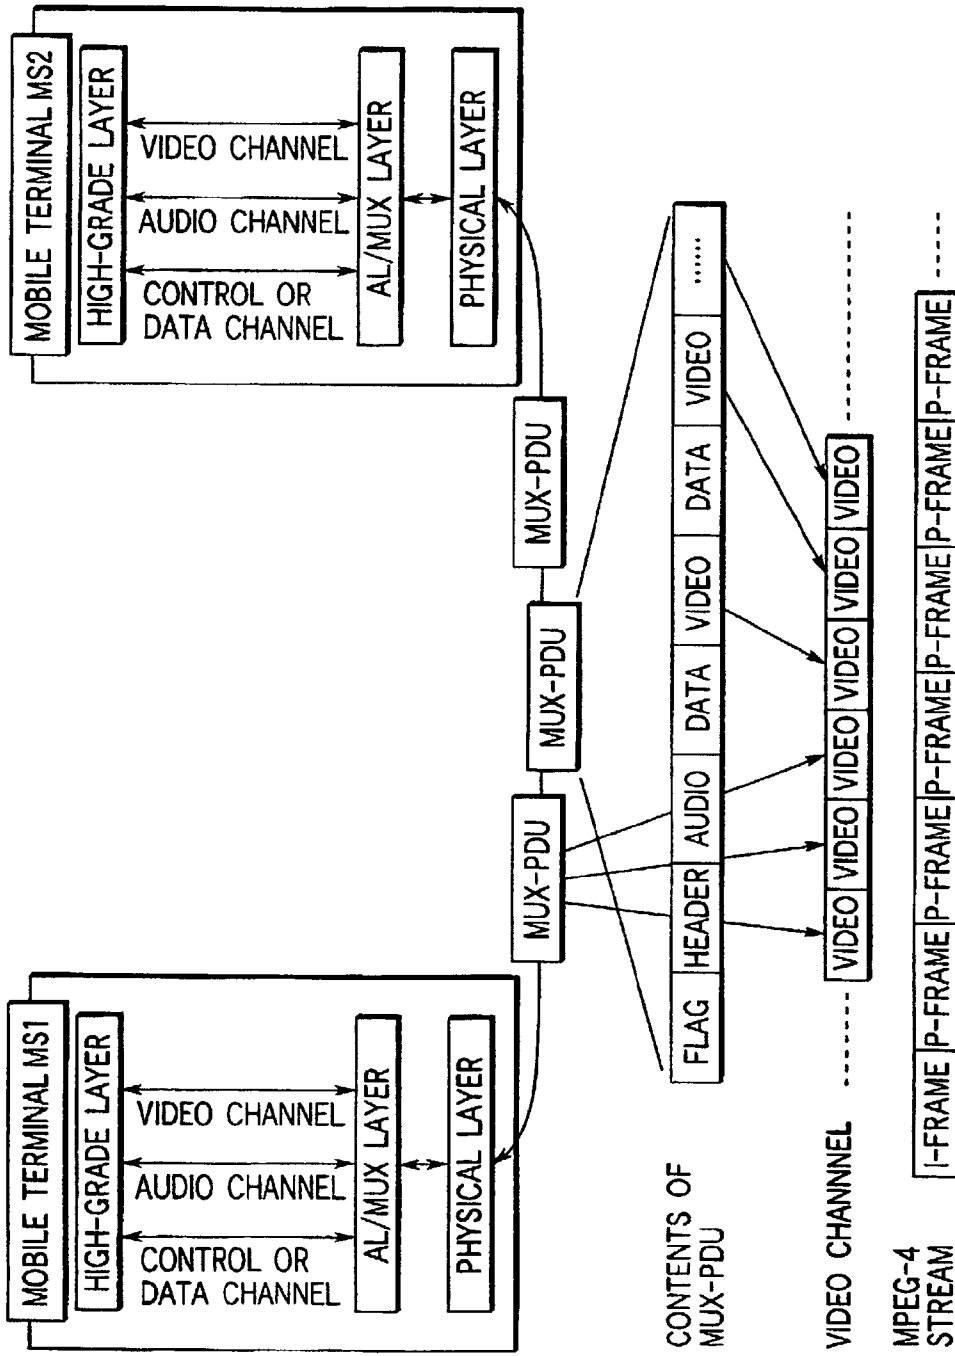 MOBILE TERMINAL MS1
HIGH-GRADE LAYER
VIDEO CHANNEL
AUDIO CHANNEL
CONTROL OR
DATA CHANNEL
AL/MUX LAYER
PHYSICAL LAYER
MOBILE TERMINAL MS2
HIGH-GRADE LAYER
VIDEO CHANNEL
AUDIO CHANNEL
CONTROL OR
DATA CHANNEL
AL/MUX LAYER
PHYSICAL LAYER
MUX-PDU
MUX-PDU
MUX-PDU
CONTENTS OF
MUX-PDU
FLAG HEADER AUDIO DATA VIDEO DATA VIDEO ......
VIDEO CHANNNEL
VIDEO VIDEO VIDEO VIDEO VIDEO VIDEO
MPEG-4
STREAM
I-FRAME P-FRAME P-FRAME P-FRAME P-FRAME P-FRAME P-FRAME